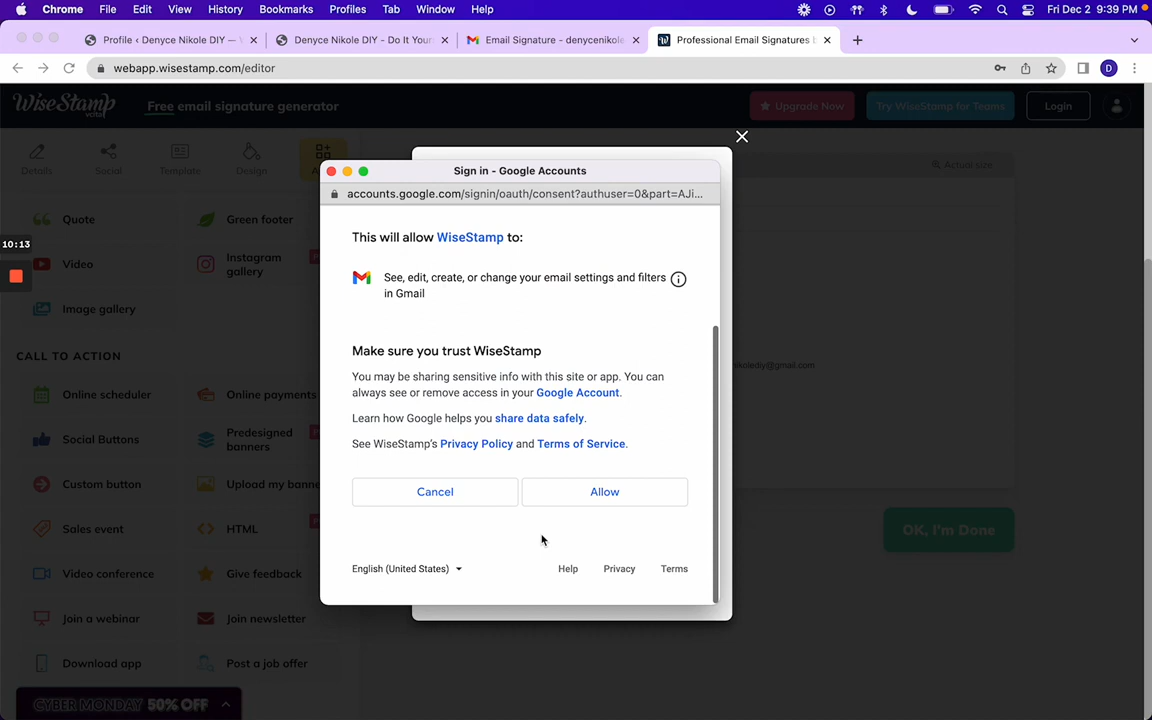 Chrome File Edit View History Bookmarks Profiles Tab Window Help Fri Dec 2 9:39 PM
Profile ‹ Denyce Nikole DIY —
Denyce Nikole DIY - Do It Your
Email Signature - denycenikole
Professional Email Signatures
webapp.wisestamp.com/editor
WiseStamp
vcita
Free email signature generator
Upgrade Now
Try WiseStamp for Teams
Login
Details
Social
Template
Design
Actual size
Quote
Green footer
10:13
Video
Instagram
gallery
Image gallery
CALL TO ACTION
Online scheduler
Online payments
Social Buttons
Predesigned
banners
Custom button
Upload my banne
Sales event
HTML
Video conference
Give feedback
Join a webinar
Join newsletter
Download app
Post a job offer
CYBER MONDAY 50% OFF
Sign in - Google Accounts
accounts.google.com/signin/oauth/consent?authuser=0&part=AJi...
This will allow WiseStamp to:
See, edit, create, or change your email settings and filters
in Gmail
Make sure you trust WiseStamp
You may be sharing sensitive info with this site or app. You can
always see or remove access in your Google Account.
Learn how Google helps you share data safely.
See WiseStamp's Privacy Policy and Terms of Service.
Cancel
Allow
English (United States)
Help
Privacy
Terms
nikolediy@gmail.com
OK, I'm Done
D